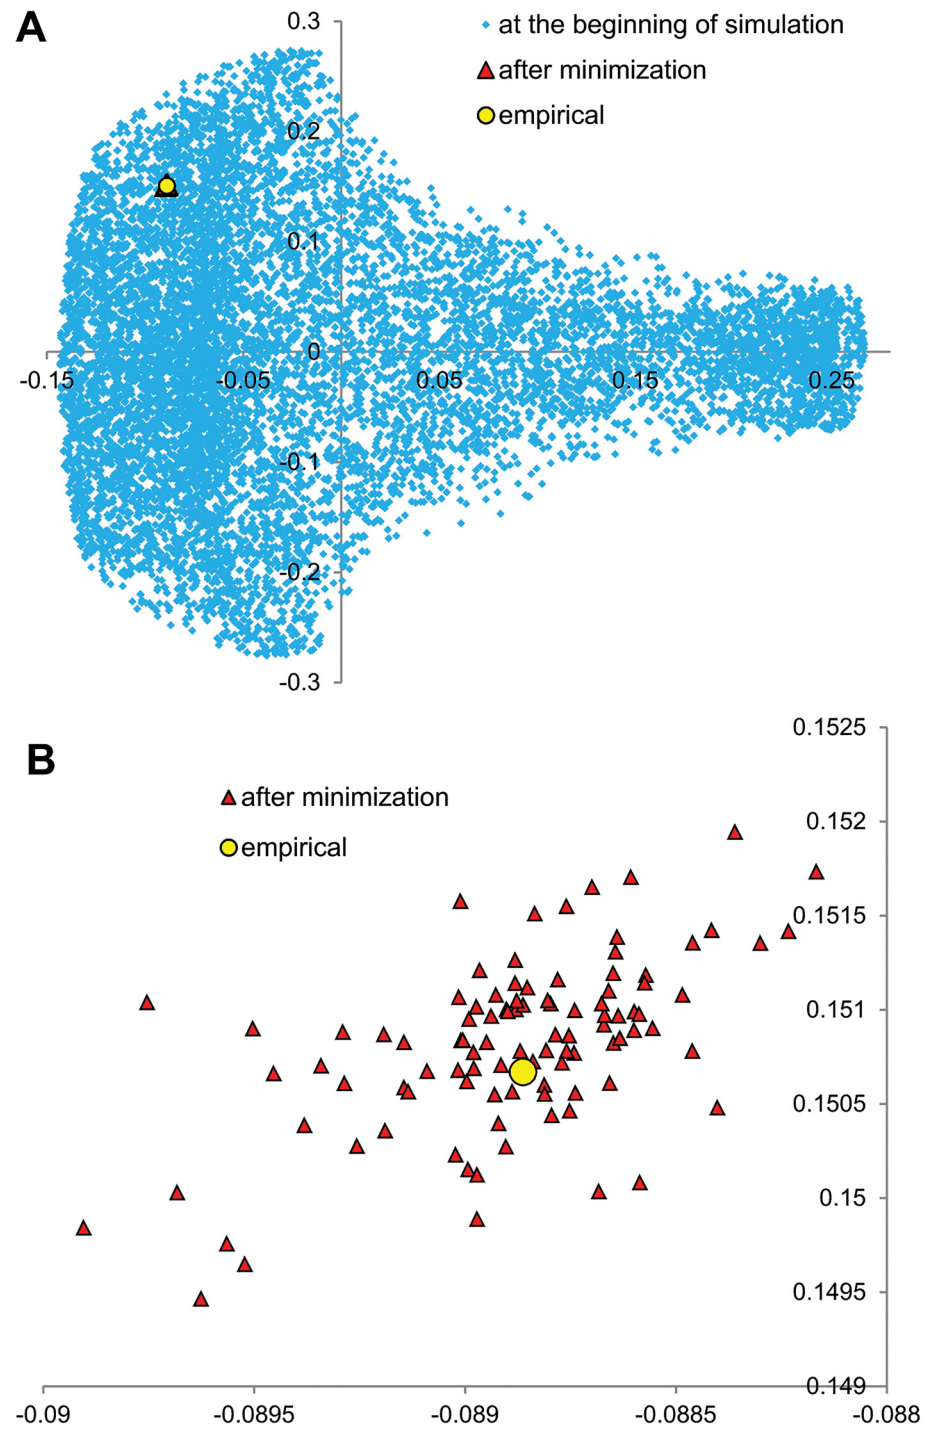 A
0.3
at the beginning of simulation
after minimization
empirical
0.2
0.1
0
-0.15 -0.05 0.05 0.15 0.25
-0.1
-0.2
-0.3
B
0.1525
after minimization
0.152
empirical
0.1515
0.151
0.1505
0.15
0.1495
0.149
-0.09 -0.0895 -0.089 -0.0885 -0.088